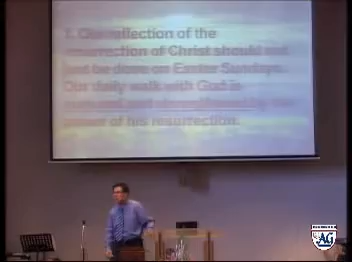 1. Our reflection of the
resurrection of Christ should not
just be done on Easter Sundays.
Our daily walk with God is
power of his resurrection.
AG